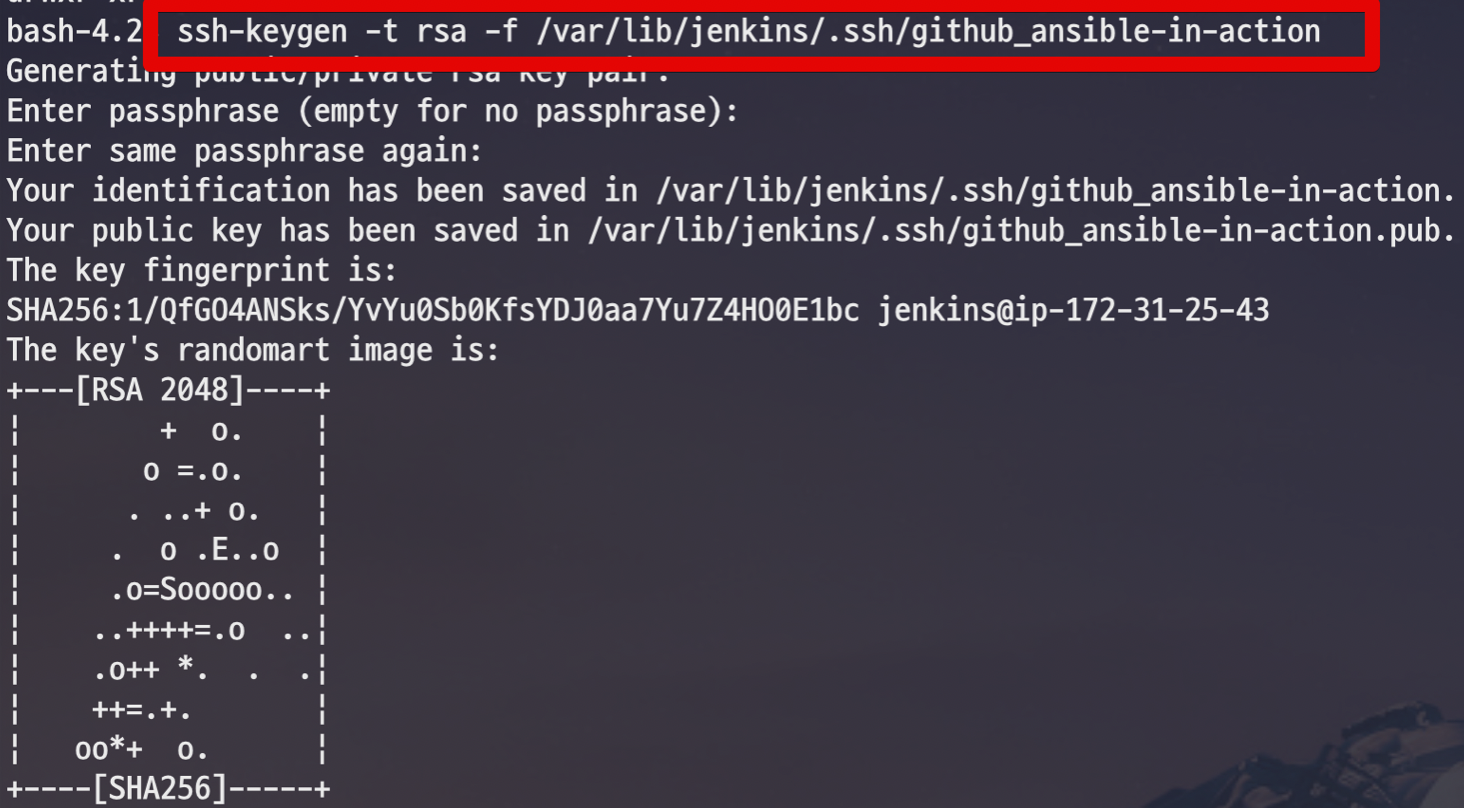 bash-4.2 ssh-keygen -t rsa -f /var/lib/jenkins/.ssh/github_ansible-in-action
Generating public/private rsa key pair.
Enter passphrase (empty for no passphrase):
Enter same passphrase again:
Your identification has been saved in /var/lib/jenkins/.ssh/github_ansible-in-action.
Your public key has been saved in /var/lib/jenkins/.ssh/github_ansible-in-action.pub.
The key fingerprint is:
SHA256:1/QfGO4ANSks/YvYu0Sb0KfsYDJ0aa7Yu7Z4HO0E1bc jenkins@ip-172-31-25-43
The key's randomart image is:
+---[RSA 2048]----+
|        +  o.    |
|       o =.o.    |
|      . ..+ o.   |
|     .  o .E..o  |
|     .o=Sooooo.. |
|    ..++++=.o  ..|
|    .o++ *.  .  .|
|    ++=.+.       |
|   oo*+  o.      |
+----[SHA256]-----+